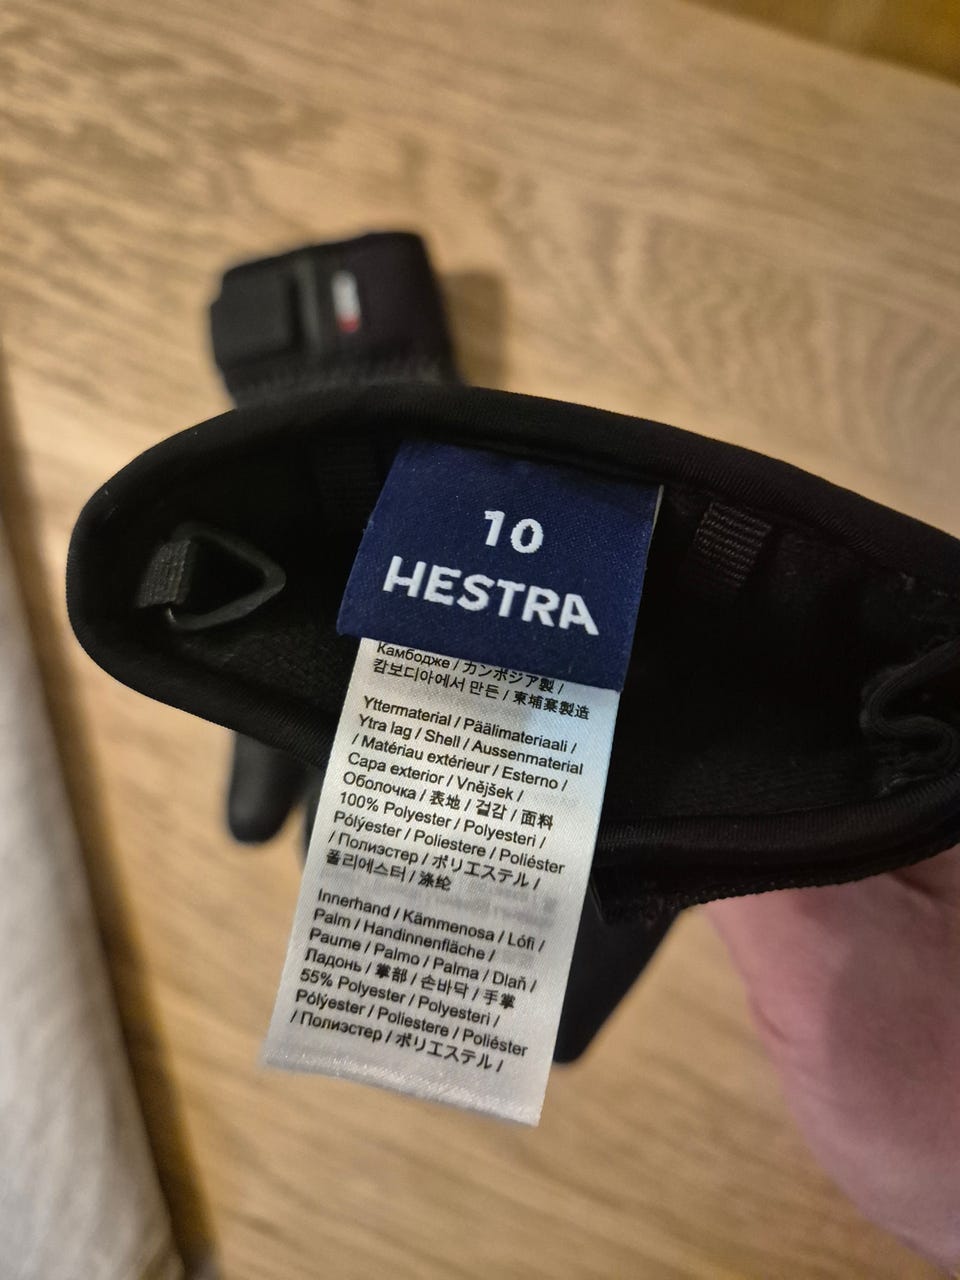 10
HESTRA
Камбодже / カンボジア製 /
캄보디아에서 만든 / 柬埔寨製造
Yttermaterial / Päälimateriaali /
Ytra lag / Shell / Aussenmaterial
/ Matériau extérieur / Esterno /
Capa exterior / Vnějšek /
Оболочка / 表地 / 겉감 / 面料
100% Polyester / Polyesteri /
Pólýester / Poliestere / Poliéster
/ Полиэстер / ポリエステル /
폴리에스터 / 涤纶
Innerhand / Kämmenosa / Lófi /
Palm / Handinnenfläche /
Paume / Palmo / Palma / Dlaň /
Ладонь / 掌部 / 손바닥 / 手掌
55% Polyester / Polyesteri /
Pólýester / Poliestere / Poliéster
/ Полиэстер / ポリエステル /